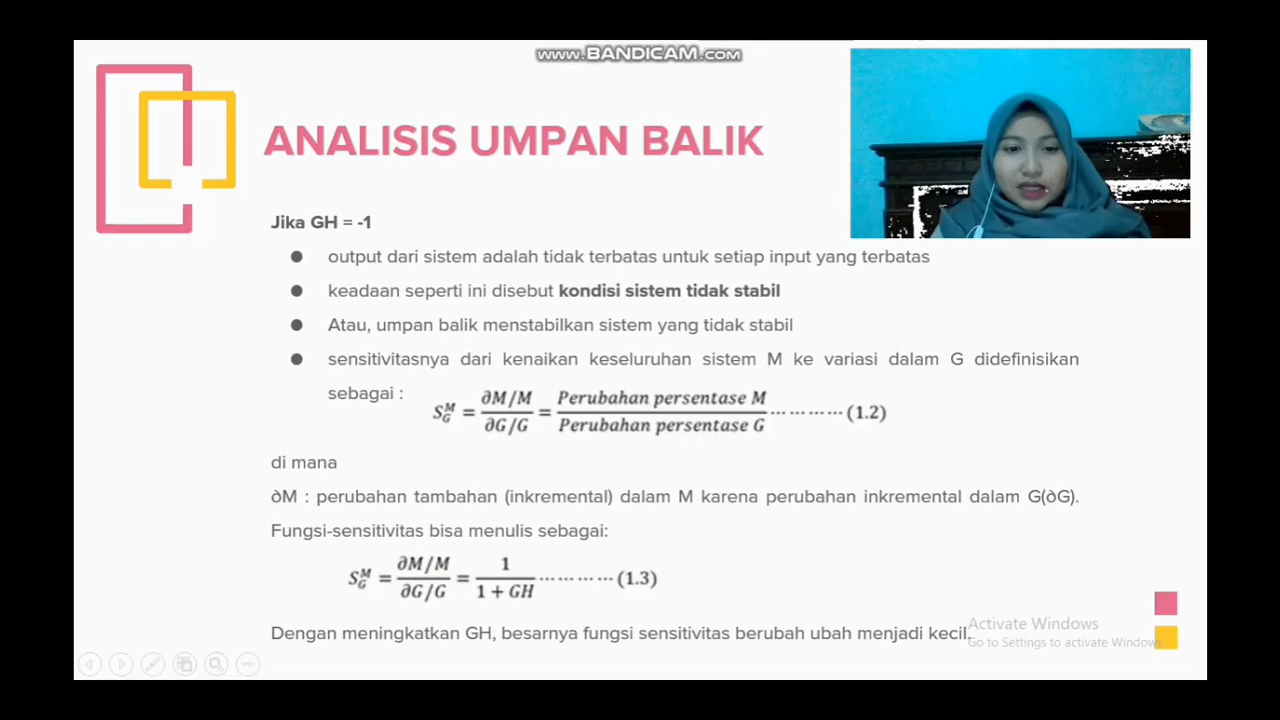 www.BANDICAM.com
ANALISIS UMPAN BALIK
Jika GH = -1
● output dari sistem adalah tidak terbatas untuk setiap input yang terbatas
● keadaan seperti ini disebut kondisi sistem tidak stabil
● Atau, umpan balik menstabilkan sistem yang tidak stabil
● sensitivitasnya dari kenaikan keseluruhan sistem M ke variasi dalam G didefinisikan
sebagai :
S_G^M = (∂M/M)/(∂G/G) = (Perubahan persentase M)/(Perubahan persentase G) ………… (1.2)
di mana
∂M : perubahan tambahan (inkremental) dalam M karena perubahan inkremental dalam G(∂G).
Fungsi-sensitivitas bisa menulis sebagai:
S_G^M = (∂M/M)/(∂G/G) = 1/(1 + GH) ………… (1.3)
Dengan meningkatkan GH, besarnya fungsi sensitivitas berubah ubah menjadi kecil.
Activate Windows
Go to Settings to activate Windows.